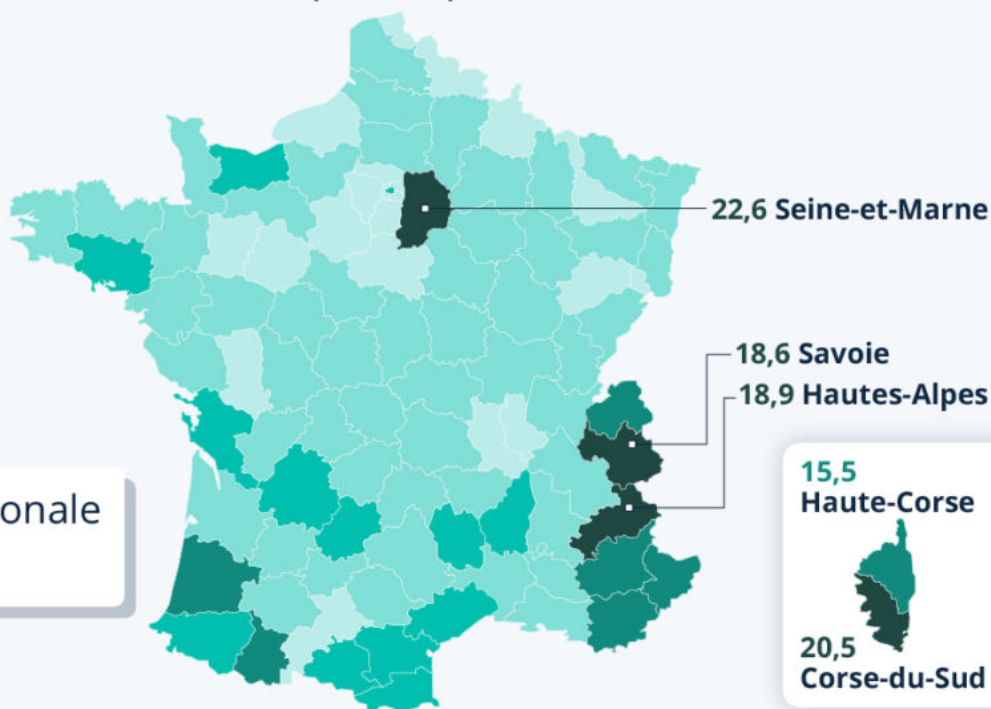 22,6 Seine-et-Marne
18,6 Savoie
18,9 Hautes-Alpes
onale
15,5
Haute-Corse
20,5
Corse-du-Sud